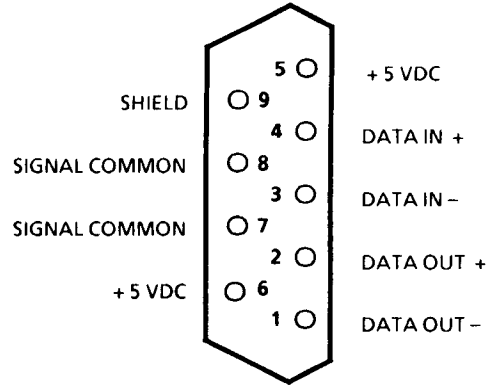 5 + 5 VDC
SHIELD 9
4 DATA IN +
SIGNAL COMMON 8
3 DATA IN –
SIGNAL COMMON 7
2 DATA OUT +
+ 5 VDC 6
1 DATA OUT –